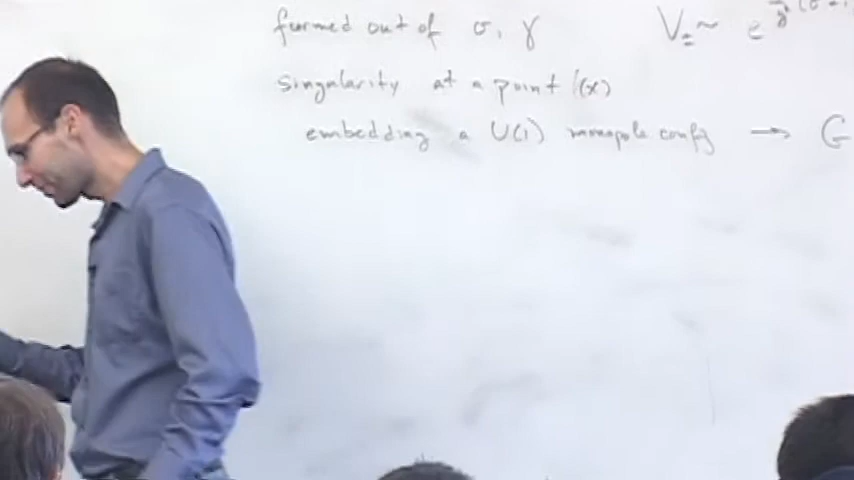 formed out of σ, γ V± ~ e
singularity at a point (x)
embedding a U(1) monopole config → G